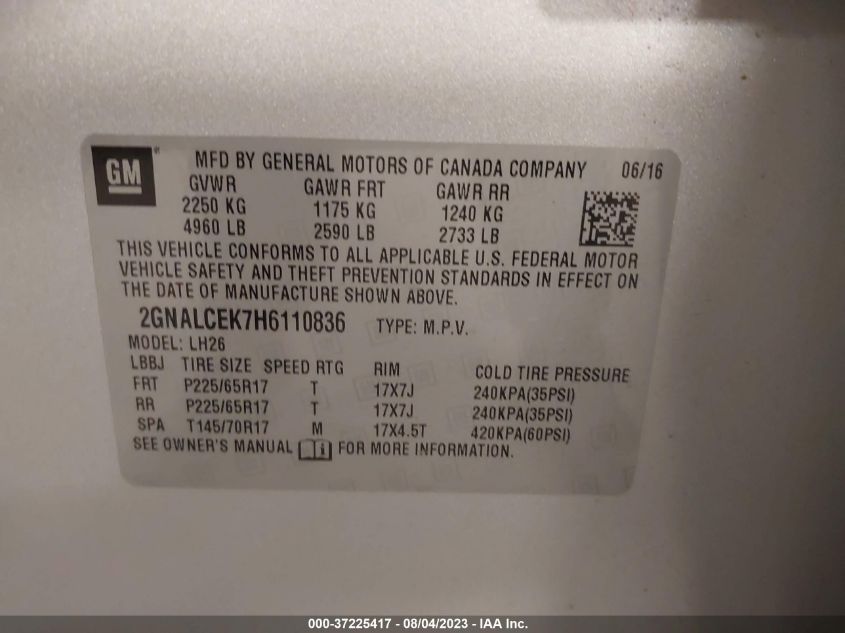 GM MFD BY GENERAL MOTORS OF CANADA COMPANY 06/16
GVWR GAWR FRT GAWR RR
2250 KG 1175 KG 1240 KG
4960 LB 2590 LB 2733 LB
THIS VEHICLE CONFORMS TO ALL APPLICABLE U.S. FEDERAL MOTOR
VEHICLE SAFETY AND THEFT PREVENTION STANDARDS IN EFFECT ON
THE DATE OF MANUFACTURE SHOWN ABOVE.
2GNALCEK7H6110836 TYPE: M.P.V.
MODEL: LH26
LBBJ TIRE SIZE SPEED RTG RIM COLD TIRE PRESSURE
FRT P225/65R17 T 17X7J 240KPA(35PSI)
RR P225/65R17 T 17X7J 240KPA(35PSI)
SPA T145/70R17 M 17X4.5T 420KPA(60PSI)
SEE OWNER'S MANUAL FOR MORE INFORMATION.
000-37225417 - 08/04/2023 - IAA Inc.